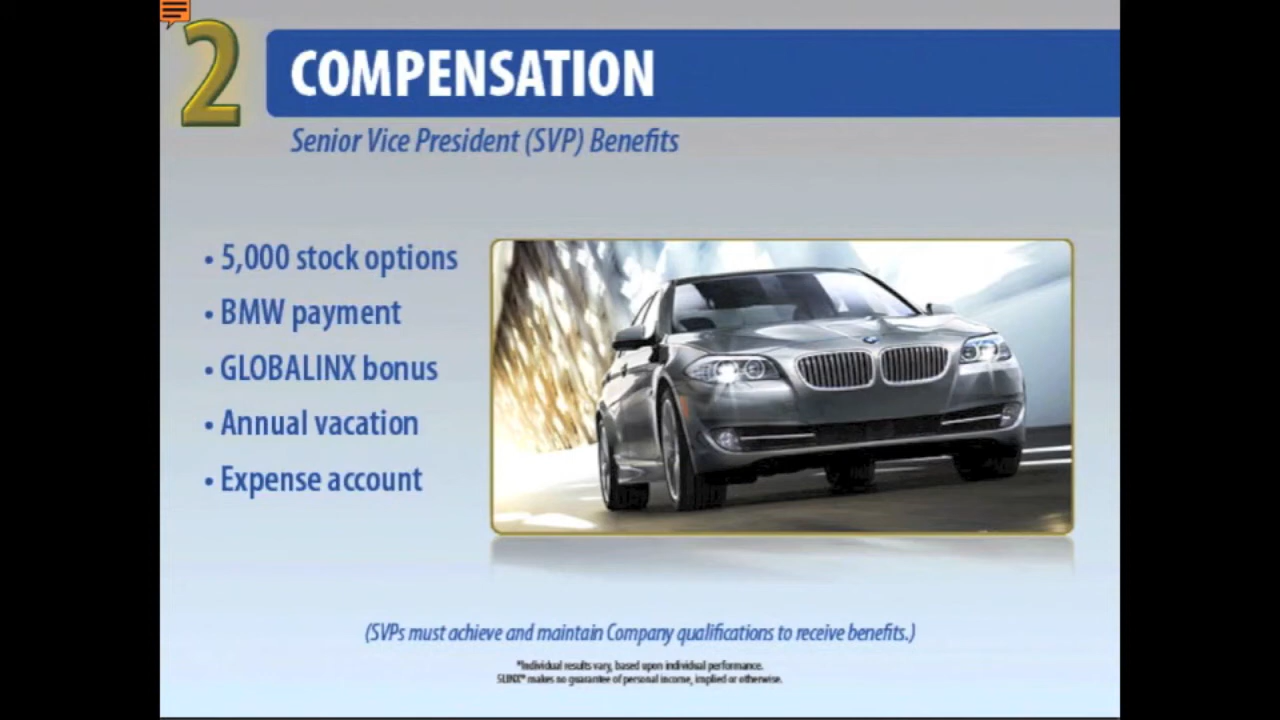 2
COMPENSATION
Senior Vice President (SVP) Benefits
• 5,000 stock options
• BMW payment
• GLOBALINX bonus
• Annual vacation
• Expense account
(SVPs must achieve and maintain Company qualifications to receive benefits.)
*Individual results vary, based upon individual performance.
5LINX® makes no guarantee of personal income, implied or otherwise.